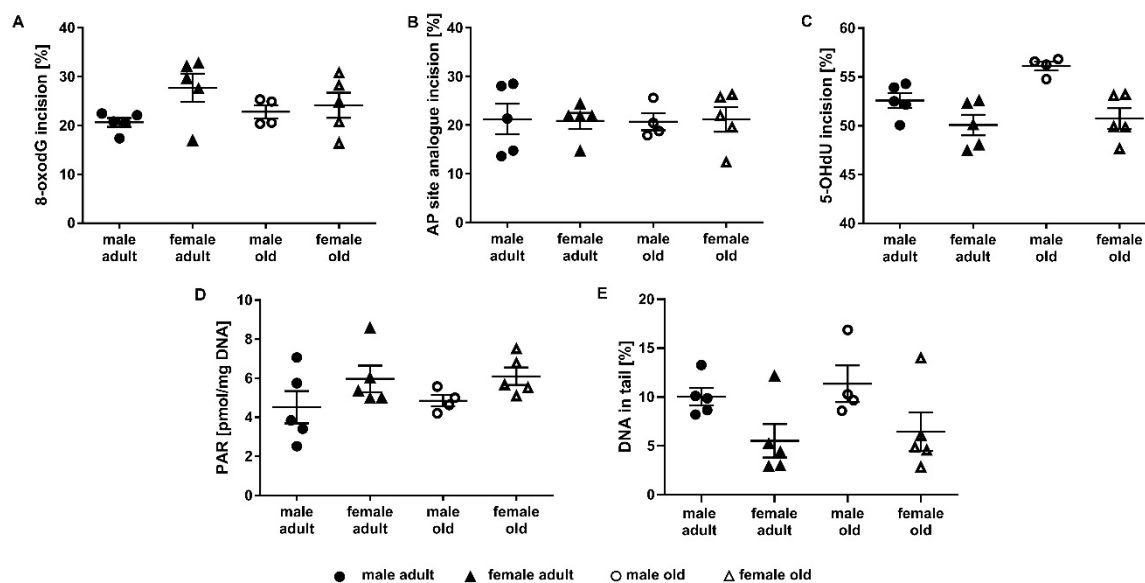 A
8-oxodG incision [%]
40
30
20
10
0
male adult
female adult
male old
female old
B
AP site analogue incision [%]
40
30
20
10
0
male adult
female adult
male old
female old
C
5-OHdU incision [%]
60
57
53
50
47
43
40
male adult
female adult
male old
female old
D
PAR [pmol/mg DNA]
10
8
6
4
2
0
male adult
female adult
male old
female old
E
DNA in tail [%]
20
15
10
5
0
male adult
female adult
male old
female old
male adult female adult male old female old